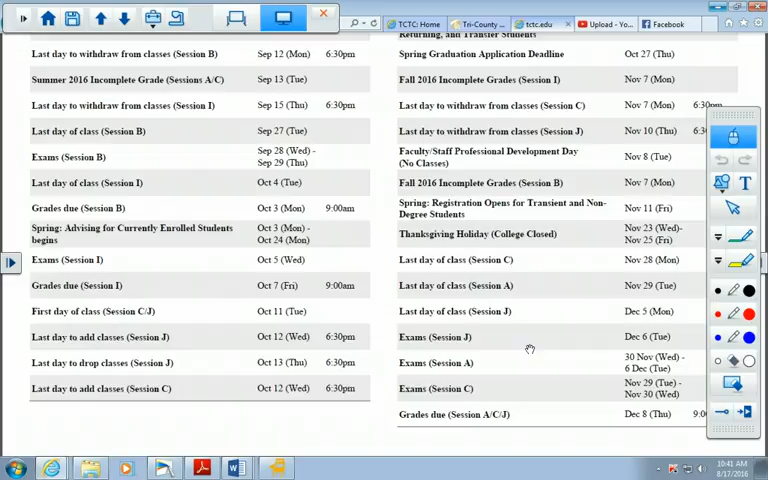 TCTC: Home
Tri-County ...
tctc.edu
Upload - Yo...
Facebook
Last day to withdraw from classes (Session B) Sep 12 (Mon) 6:30pm
Summer 2016 Incomplete Grade (Sessions A/C) Sep 13 (Tue)
Last day to withdraw from classes (Session I) Sep 15 (Thu) 6:30pm
Last day of class (Session B) Sep 27 (Tue)
Exams (Session B) Sep 28 (Wed) -
Sep 29 (Thu)
Last day of class (Session I) Oct 4 (Tue)
Grades due (Session B) Oct 3 (Mon) 9:00am
Spring: Advising for Currently Enrolled Students Oct 3 (Mon) -
begins Oct 24 (Mon)
Exams (Session I) Oct 5 (Wed)
Grades due (Session I) Oct 7 (Fri) 9:00am
First day of class (Session C/J) Oct 11 (Tue)
Last day to add classes (Session J) Oct 12 (Wed) 6:30pm
Last day to drop classes (Session J) Oct 13 (Thu) 6:30pm
Last day to add classes (Session C) Oct 12 (Wed) 6:30pm
Returning, and Transfer Students
Spring Graduation Application Deadline Oct 27 (Thu)
Fall 2016 Incomplete Grades (Session I) Nov 7 (Mon)
Last day to withdraw from classes (Session C) Nov 7 (Mon) 6:30pm
Last day to withdraw from classes (Session J) Nov 10 (Thu) 6:30
Faculty/Staff Professional Development Day Nov 8 (Tue)
(No Classes)
Fall 2016 Incomplete Grades (Session B) Nov 7 (Mon)
Spring: Registration Opens for Transient and Non- Nov 11 (Fri)
Degree Students
Thanksgiving Holiday (College Closed) Nov 23 (Wed)-
Nov 25 (Fri)
Last day of class (Session C) Nov 28 (Mon)
Last day of class (Session A) Nov 29 (Tue)
Last day of class (Session J) Dec 5 (Mon)
Exams (Session J) Dec 6 (Tue)
Exams (Session A) 30 Nov (Wed) -
6 Dec (Tue)
Exams (Session C) Nov 29 (Tue) -
Nov 30 (Wed)
Grades due (Session A/C/J) Dec 8 (Thu) 9:00
T
10:41 AM
8/17/2016